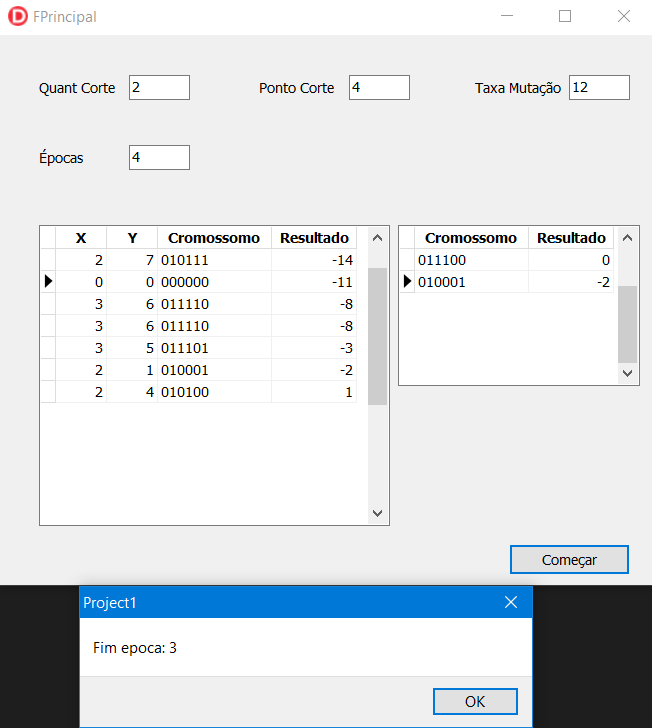 FPrincipal
Quant Corte 2 Ponto Corte 4 Taxa Mutação 12
Épocas 4
X Y Cromossomo Resultado
2 7 010111 -14
0 0 000000 -11
3 6 011110 -8
3 6 011110 -8
3 5 011101 -3
2 1 010001 -2
2 4 010100 1
Cromossomo Resultado
011100 0
010001 -2
Começar
Project1
Fim epoca: 3
OK